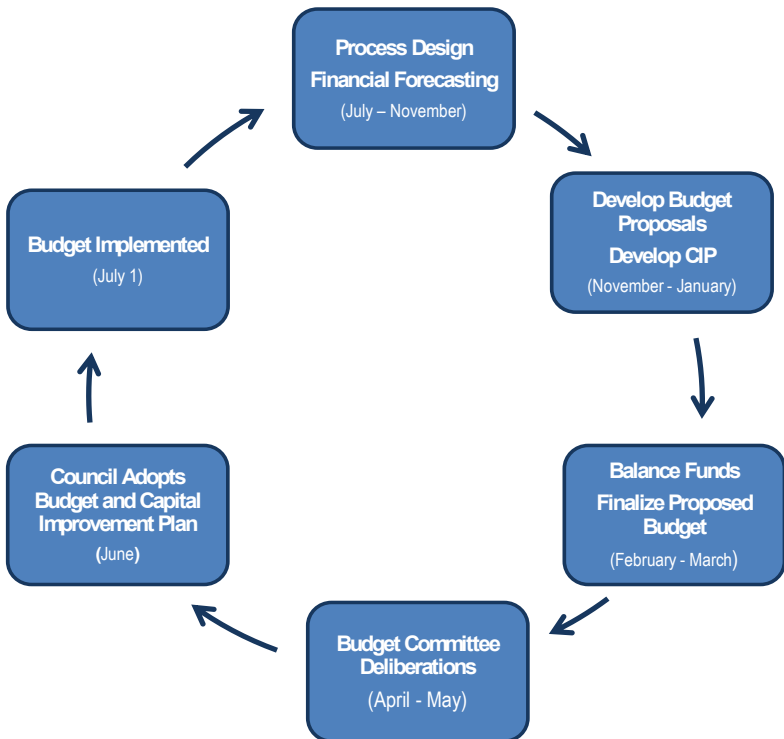 Process Design
Financial Forecasting
(July – November)
Develop Budget
Proposals
Develop CIP
(November - January)
Balance Funds
Finalize Proposed
Budget
(February - March)
Budget Committee
Deliberations
(April - May)
Council Adopts
Budget and Capital
Improvement Plan
(June)
Budget Implemented
(July 1)